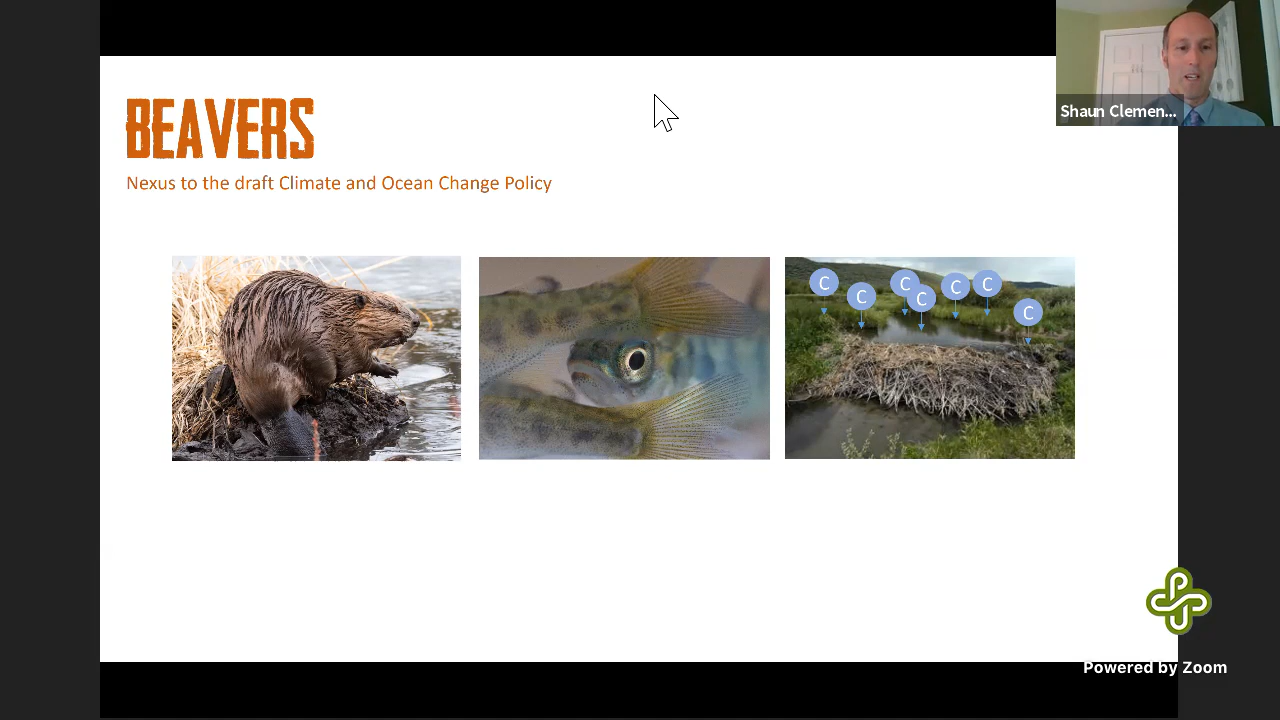 BEAVERS
Nexus to the draft Climate and Ocean Change Policy
Shaun Clemen...
C
C
C
C
C
C
C
Powered by Zoom